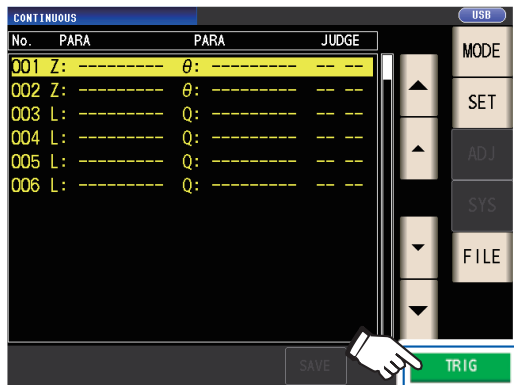 CONTINUOUS USB
No. PARA PARA JUDGE
001 Z: --------- θ: --------- -- --
002 Z: --------- θ: --------- -- --
003 L: --------- Q: --------- -- --
004 L: --------- Q: --------- -- --
005 L: --------- Q: --------- -- --
006 L: --------- Q: --------- -- --
MODE
SET
ADJ
SYS
FILE
SAVE
TRIG